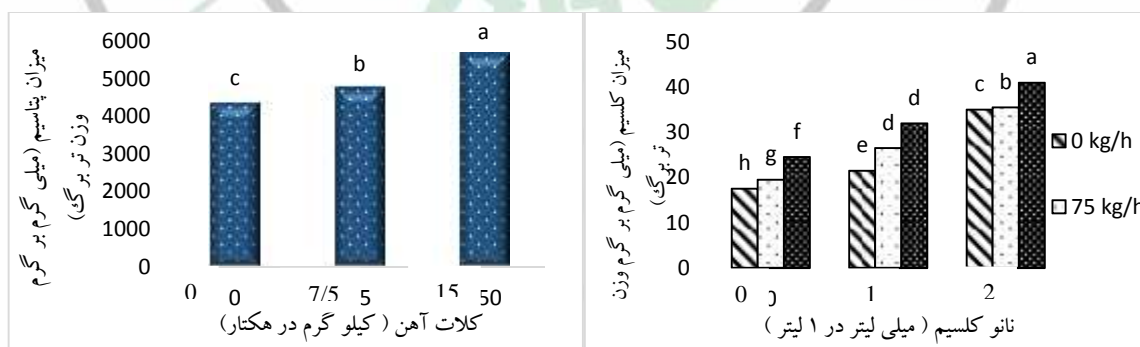 میزان پتاسیم (میلی گرم بر گرم
وزن تر برگ)
6000
5000
4000
3000
2000
1000
0
c
b
a
0 7/5 15
0 5 50
کلات آهن ( کیلو گرم در هکتار)
میزان کلسیم (میلی گرم بر گرم وزن
تر برگ)
50
40
30
20
10
0
h g f
e d d
c b a
0 kg/h
75 kg/h
0 1 2
نانو کلسیم ( میلی لیتر در ۱ لیتر )